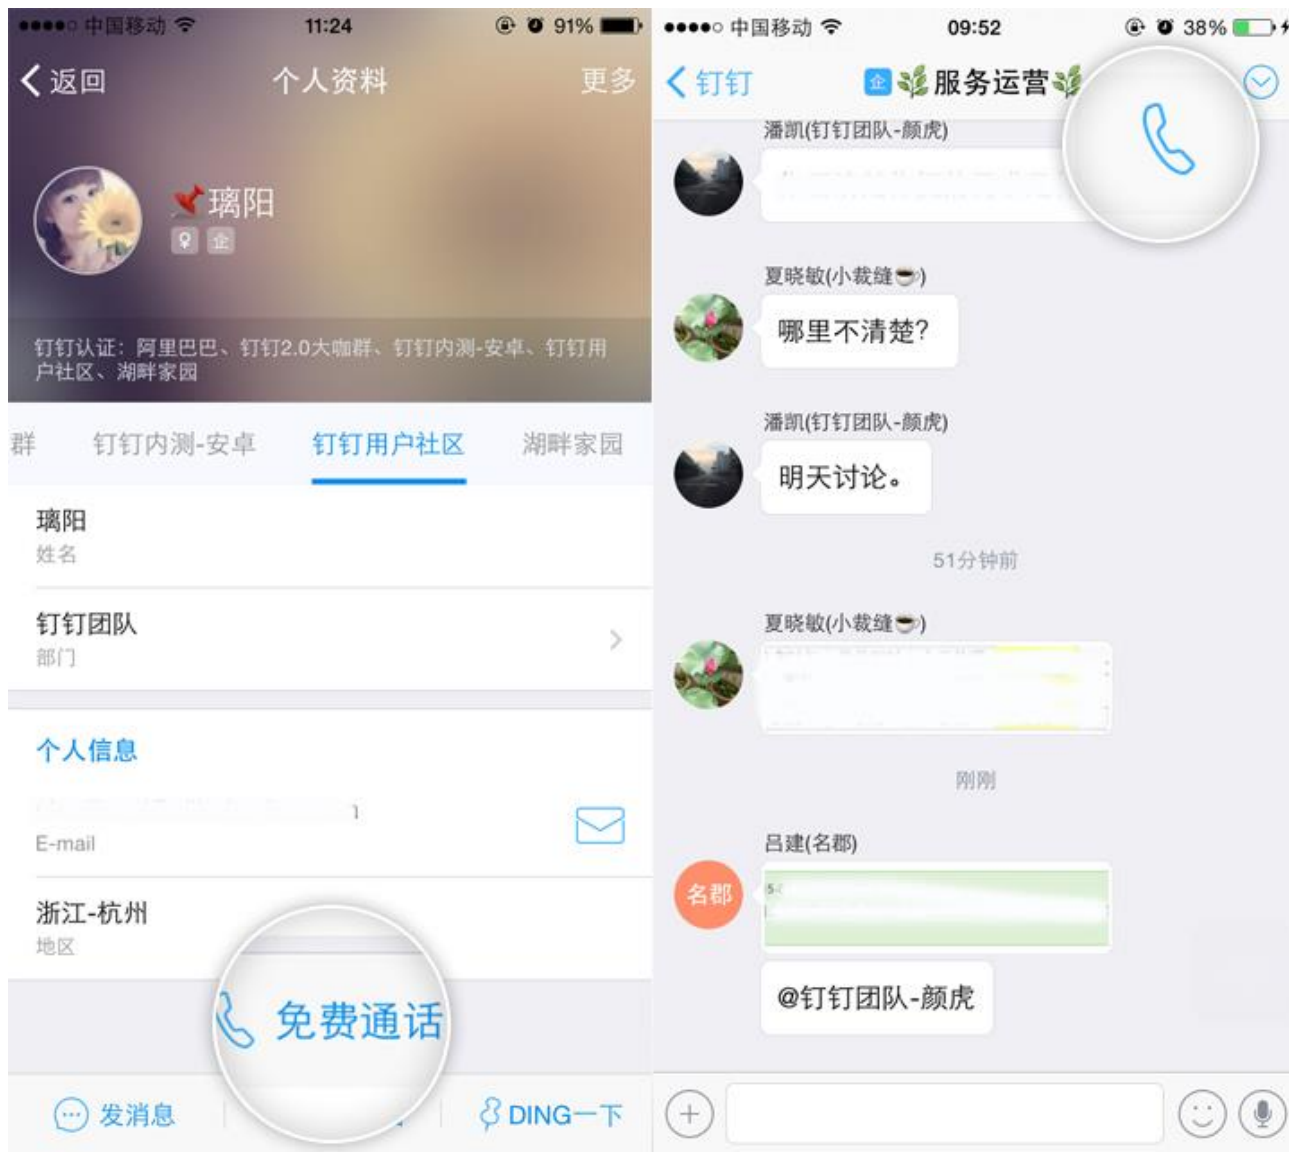 中国移动
11:24
91%
返回
个人资料
更多
璃阳
企
钉钉认证：阿里巴巴、钉钉2.0大咖群、钉钉内测-安卓、钉钉用
户社区、湖畔家园
群
钉钉内测-安卓
钉钉用户社区
湖畔家园
璃阳
姓名
钉钉团队
部门
个人信息
E-mail
浙江-杭州
地区
免费通话
发消息
DING一下
中国移动
09:52
38%
钉钉
企
服务运营
潘凯(钉钉团队-颜虎)
夏晓敏(小裁缝☕)
哪里不清楚?
潘凯(钉钉团队-颜虎)
明天讨论。
51分钟前
夏晓敏(小裁缝☕)
刚刚
吕建(名郡)
名郡
@钉钉团队-颜虎